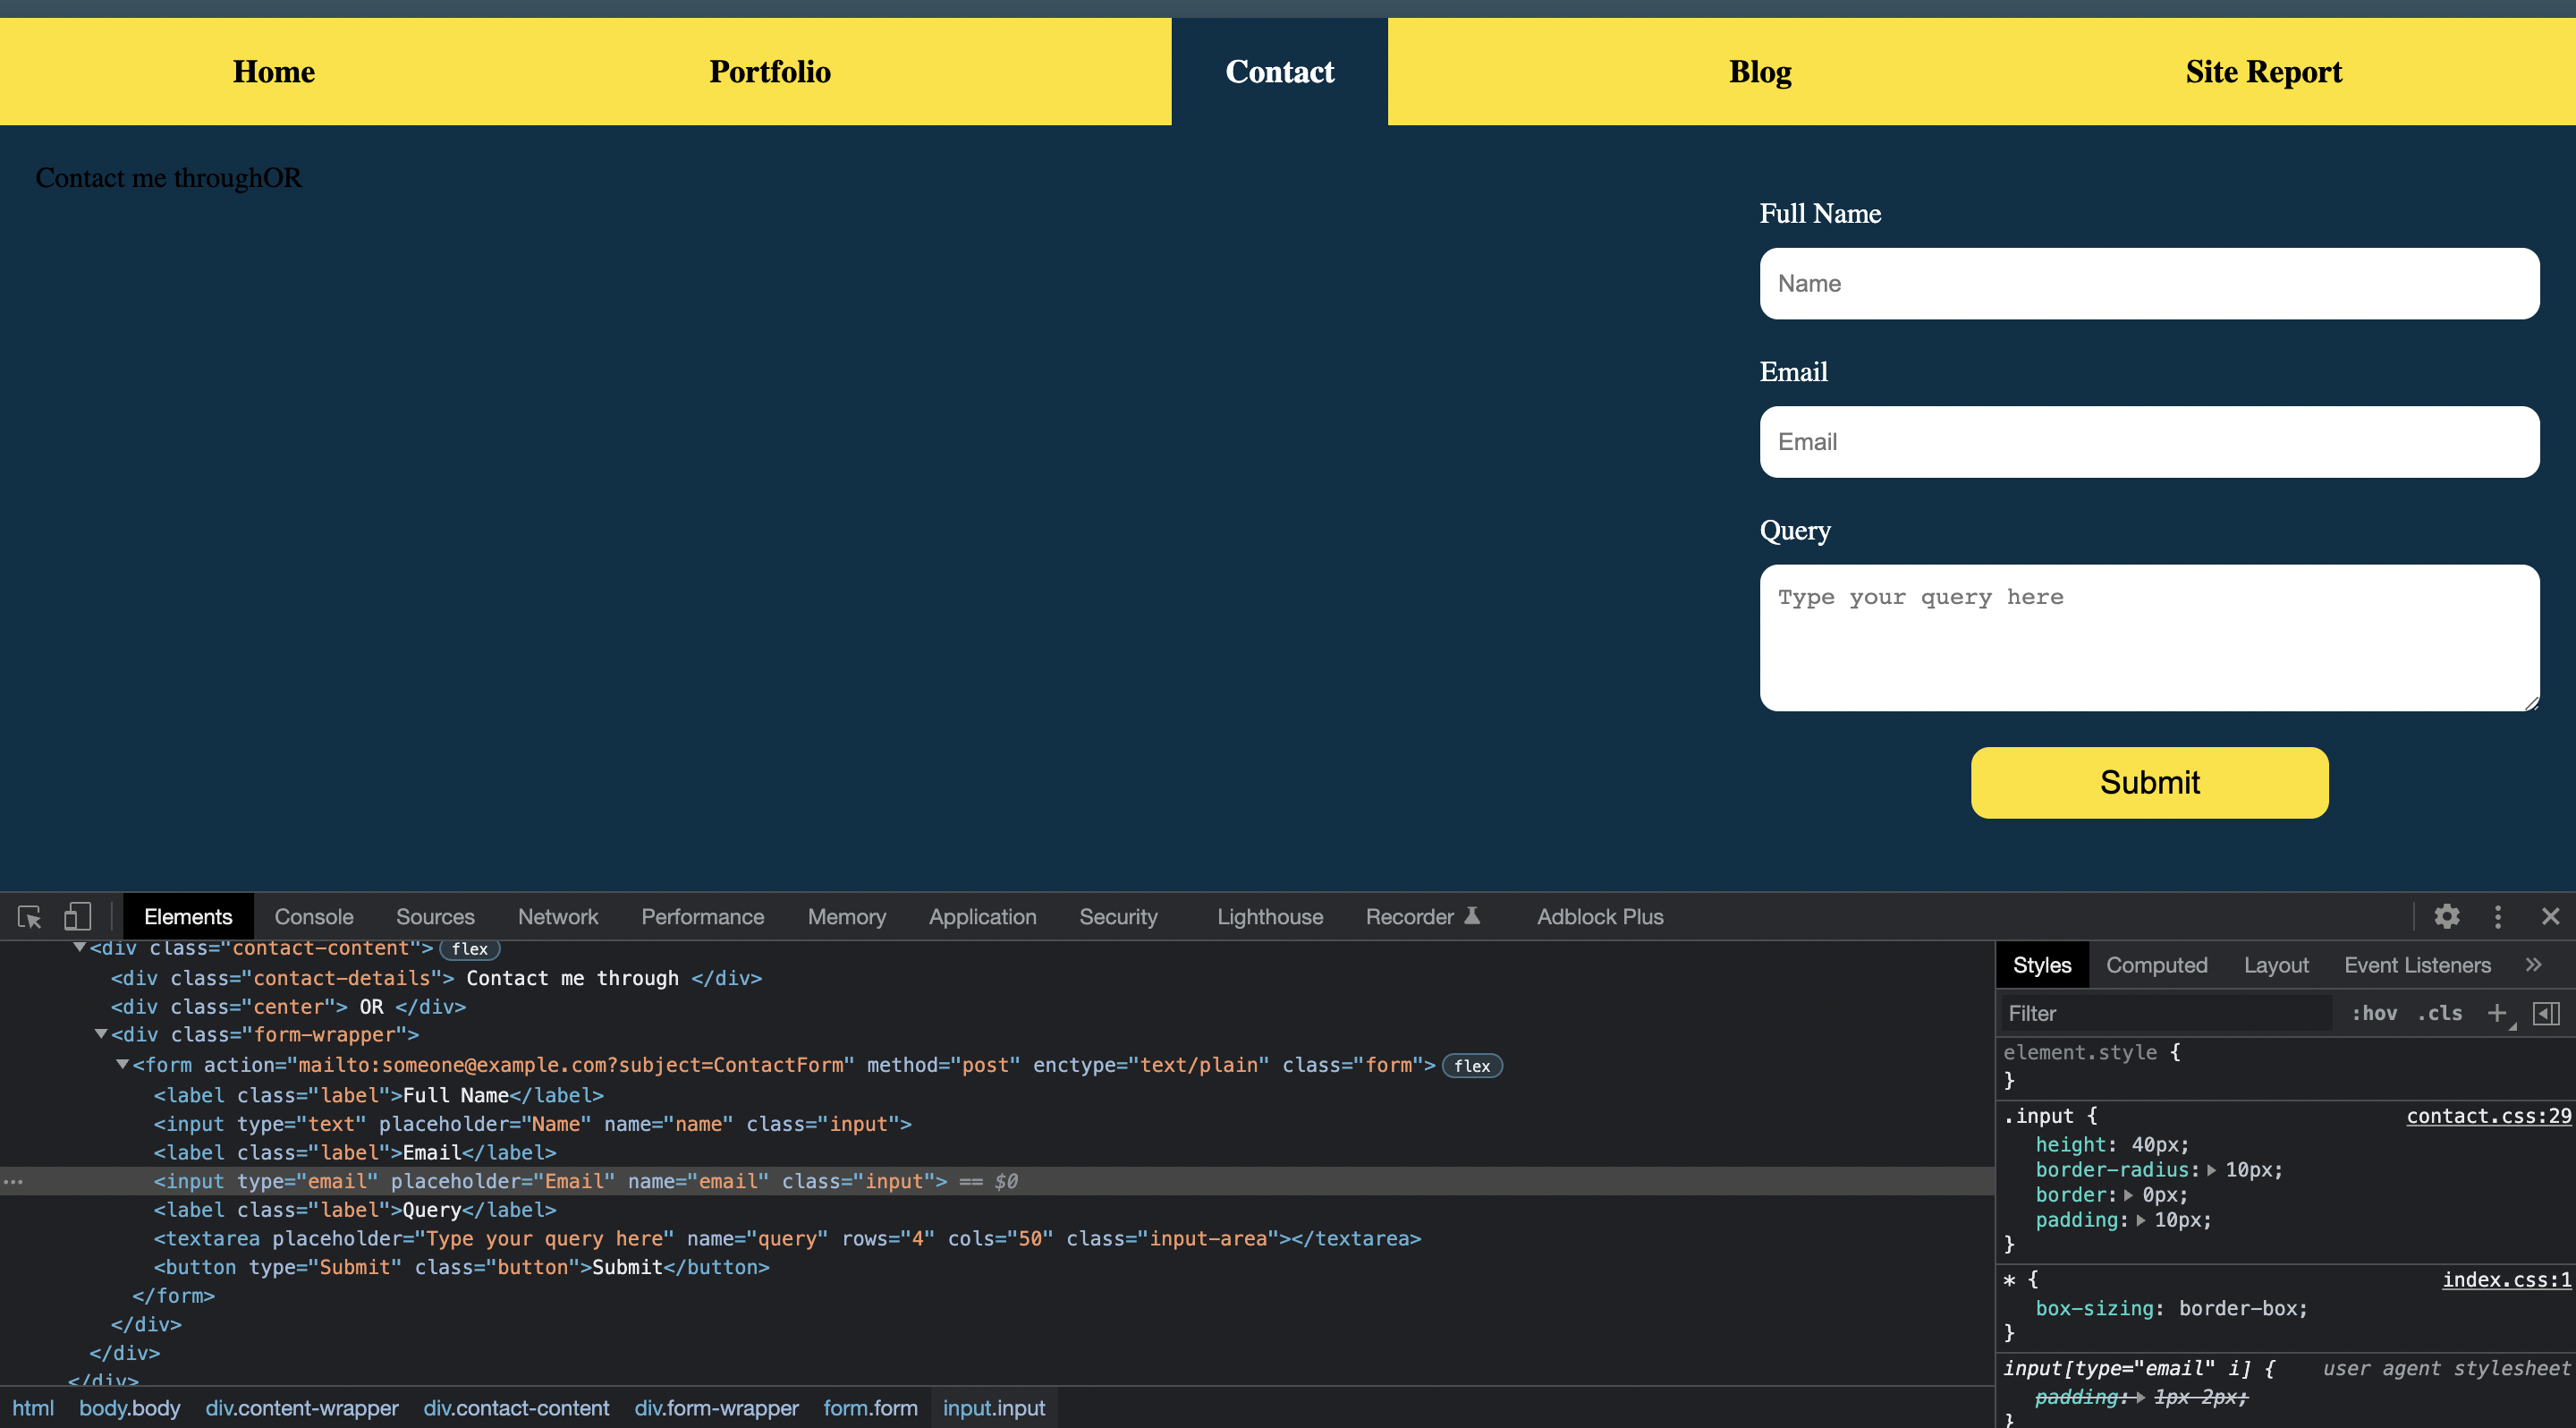 Home Portfolio Contact Blog Site Report
Contact me throughOR
Full Name
Name
Email
Email
Query
Type your query here
Submit
Elements Console Sources Network Performance Memory Application Security Lighthouse Recorder Adblock Plus
<div class="contact-content"> flex
<div class="contact-details"> Contact me through </div>
<div class="center"> OR </div>
<div class="form-wrapper">
<form action="mailto:someone@example.com?subject=ContactForm" method="post" enctype="text/plain" class="form"> flex
<label class="label">Full Name</label>
<input type="text" placeholder="Name" name="name" class="input">
<label class="label">Email</label>
... <input type="email" placeholder="Email" name="email" class="input"> == $0
<label class="label">Query</label>
<textarea placeholder="Type your query here" name="query" rows="4" cols="50" class="input-area"></textarea>
<button type="Submit" class="button">Submit</button>
</form>
</div>
</div>
</div>
html body.body div.content-wrapper div.contact-content div.form-wrapper form.form input.input
Styles Computed Layout Event Listeners »
Filter :hov .cls +
element.style {
}
.input { contact.css:29
height: 40px;
border-radius: 10px;
border: 0px;
padding: 10px;
}
* { index.css:1
box-sizing: border-box;
}
input[type="email" i] { user agent stylesheet
padding: 1px 2px;
}